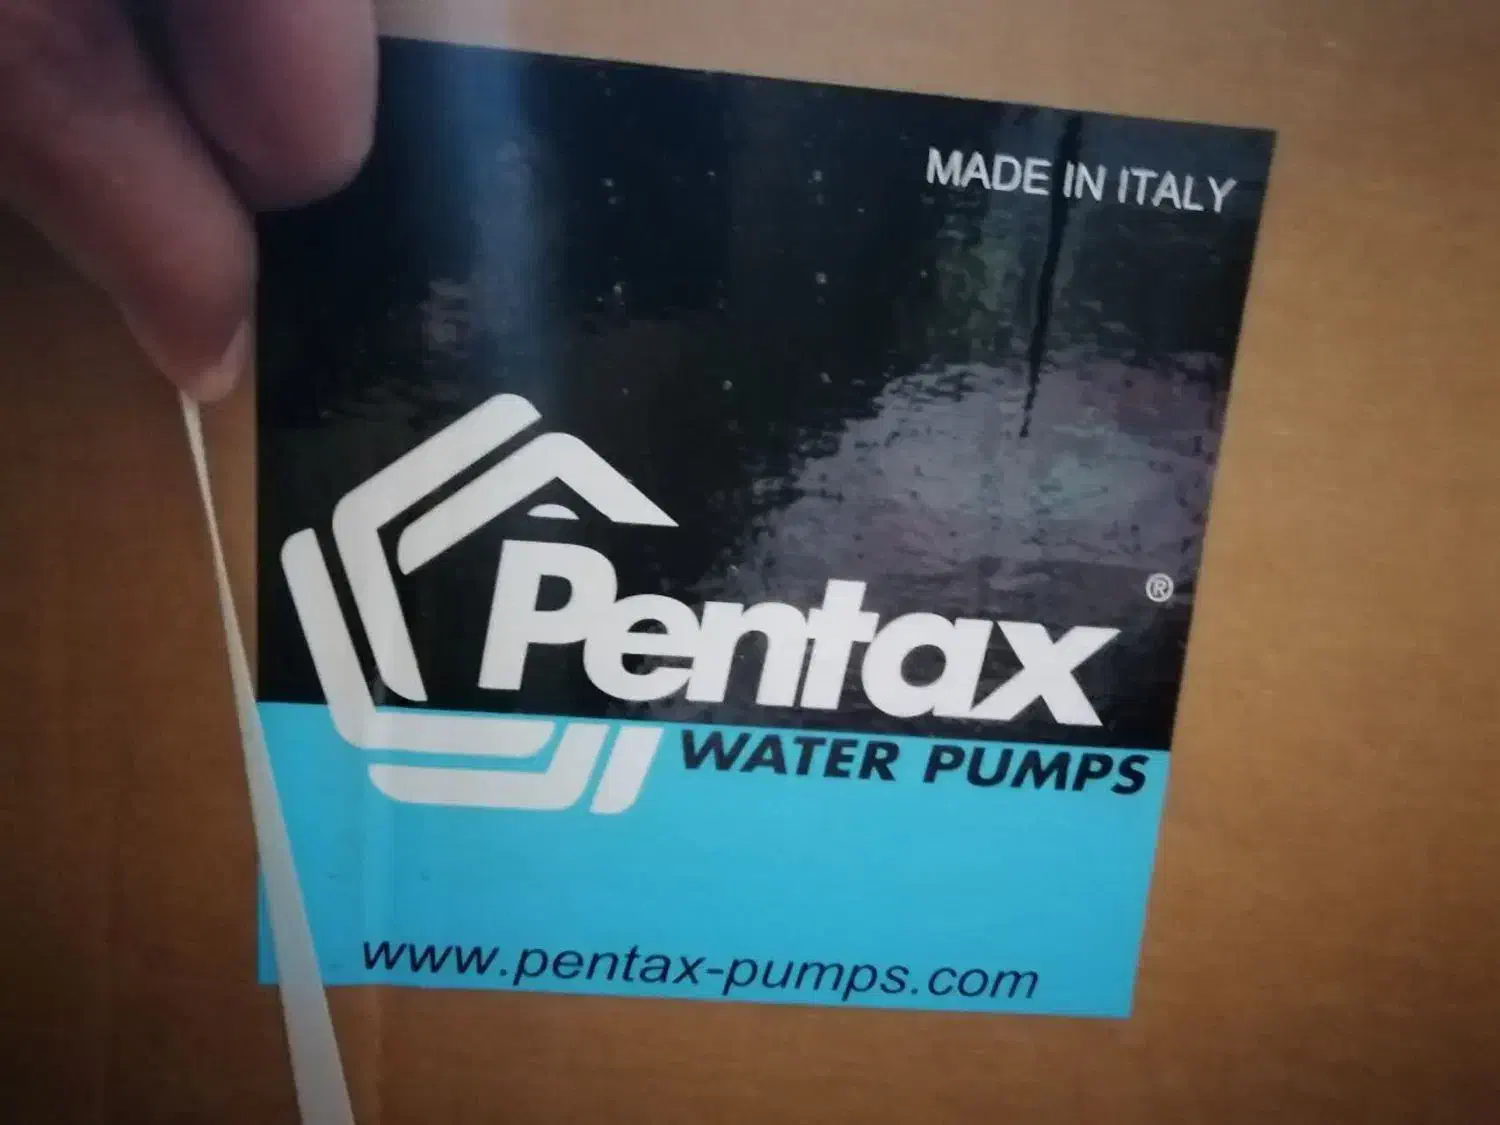 MADE IN ITALY
Pentax®
WATER PUMPS
www.pentax-pumps.com